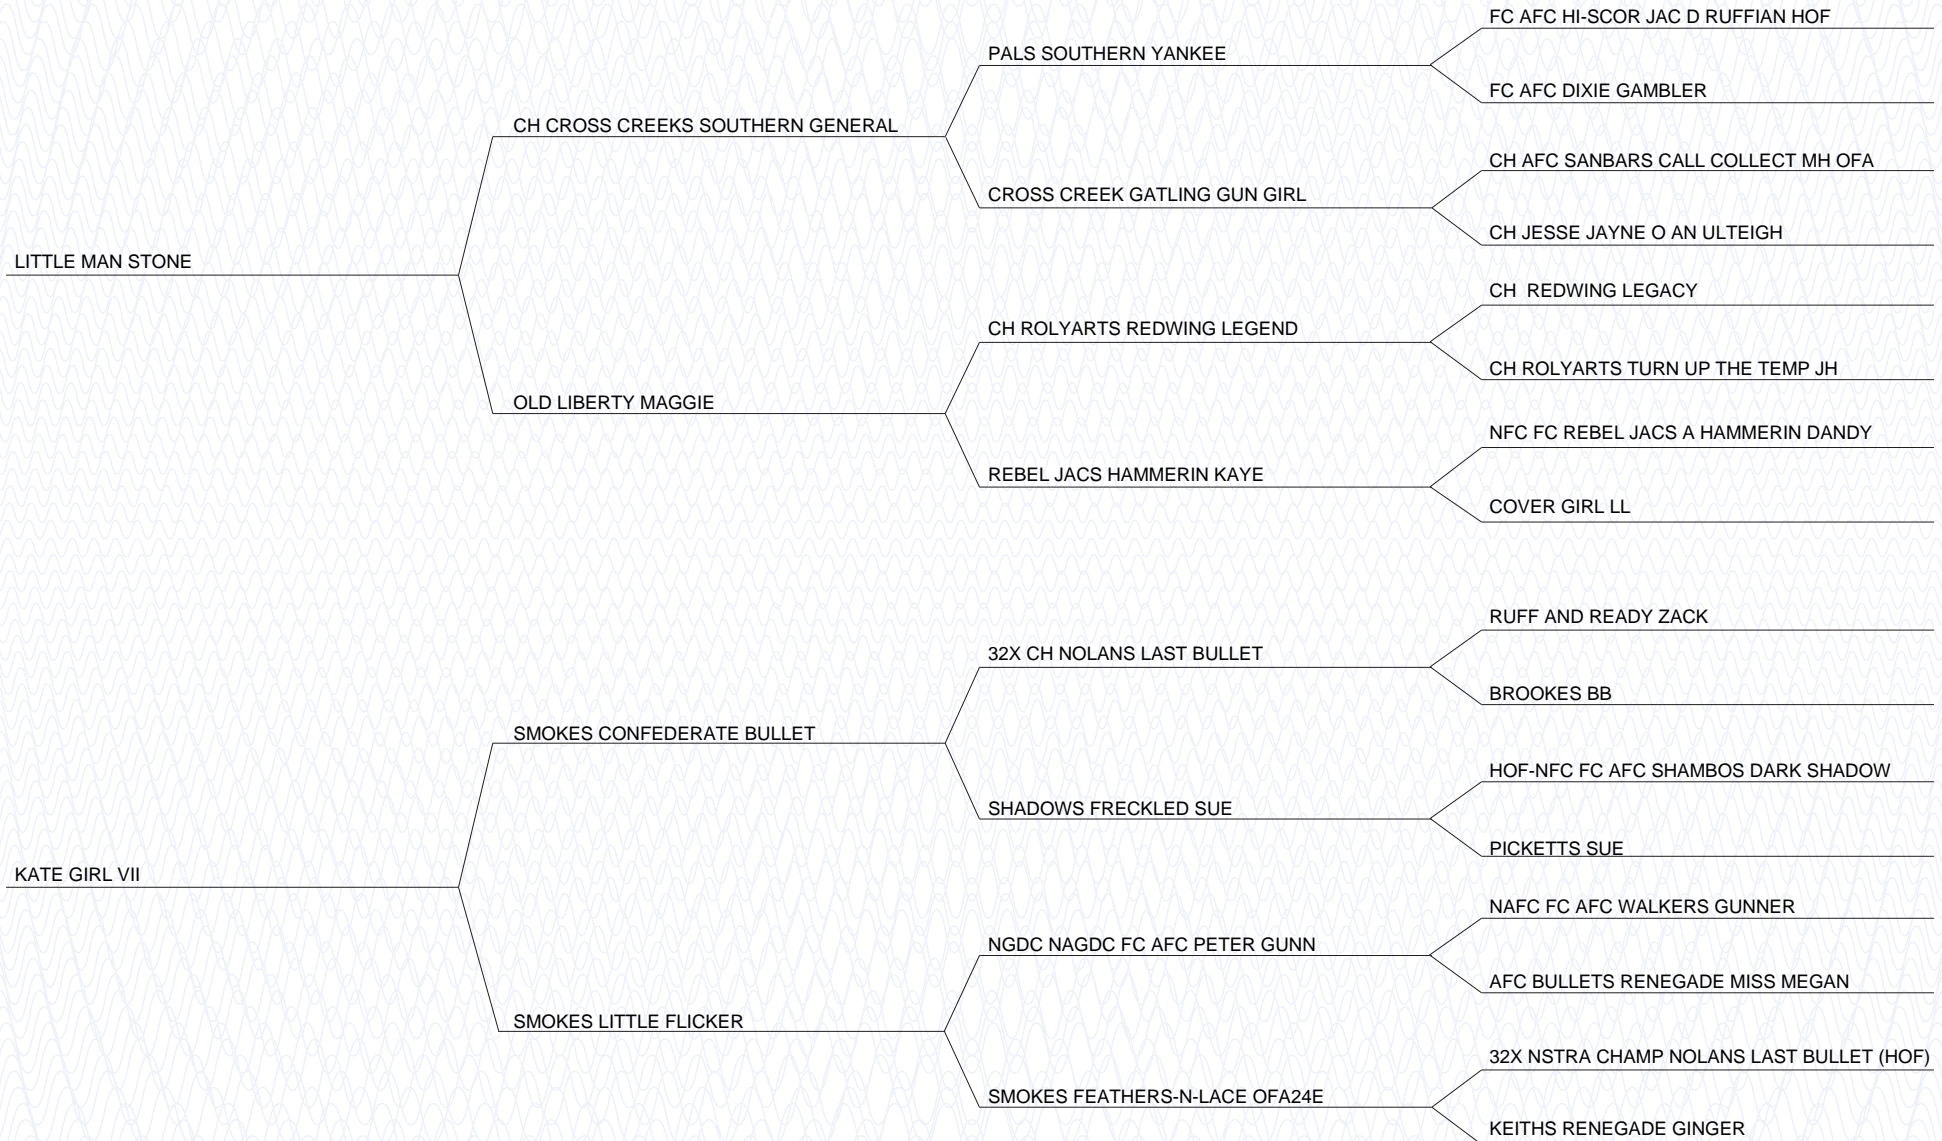 FC AFC HI-SCOR JAC D RUFFIAN HOF
PALS SOUTHERN YANKEE
FC AFC DIXIE GAMBLER
CH CROSS CREEKS SOUTHERN GENERAL
CH AFC SANBARS CALL COLLECT MH OFA
CROSS CREEK GATLING GUN GIRL
CH JESSE JAYNE O AN ULTEIGH
LITTLE MAN STONE
CH  REDWING LEGACY
CH ROLYARTS REDWING LEGEND
CH ROLYARTS TURN UP THE TEMP JH
OLD LIBERTY MAGGIE
NFC FC REBEL JACS A HAMMERIN DANDY
REBEL JACS HAMMERIN KAYE
COVER GIRL LL
RUFF AND READY ZACK
32X CH NOLANS LAST BULLET
BROOKES BB
SMOKES CONFEDERATE BULLET
HOF-NFC FC AFC SHAMBOS DARK SHADOW
SHADOWS FRECKLED SUE
PICKETTS SUE
KATE GIRL VII
NAFC FC AFC WALKERS GUNNER
NGDC NAGDC FC AFC PETER GUNN
AFC BULLETS RENEGADE MISS MEGAN
SMOKES LITTLE FLICKER
32X NSTRA CHAMP NOLANS LAST BULLET (HOF)
SMOKES FEATHERS-N-LACE OFA24E
KEITHS RENEGADE GINGER